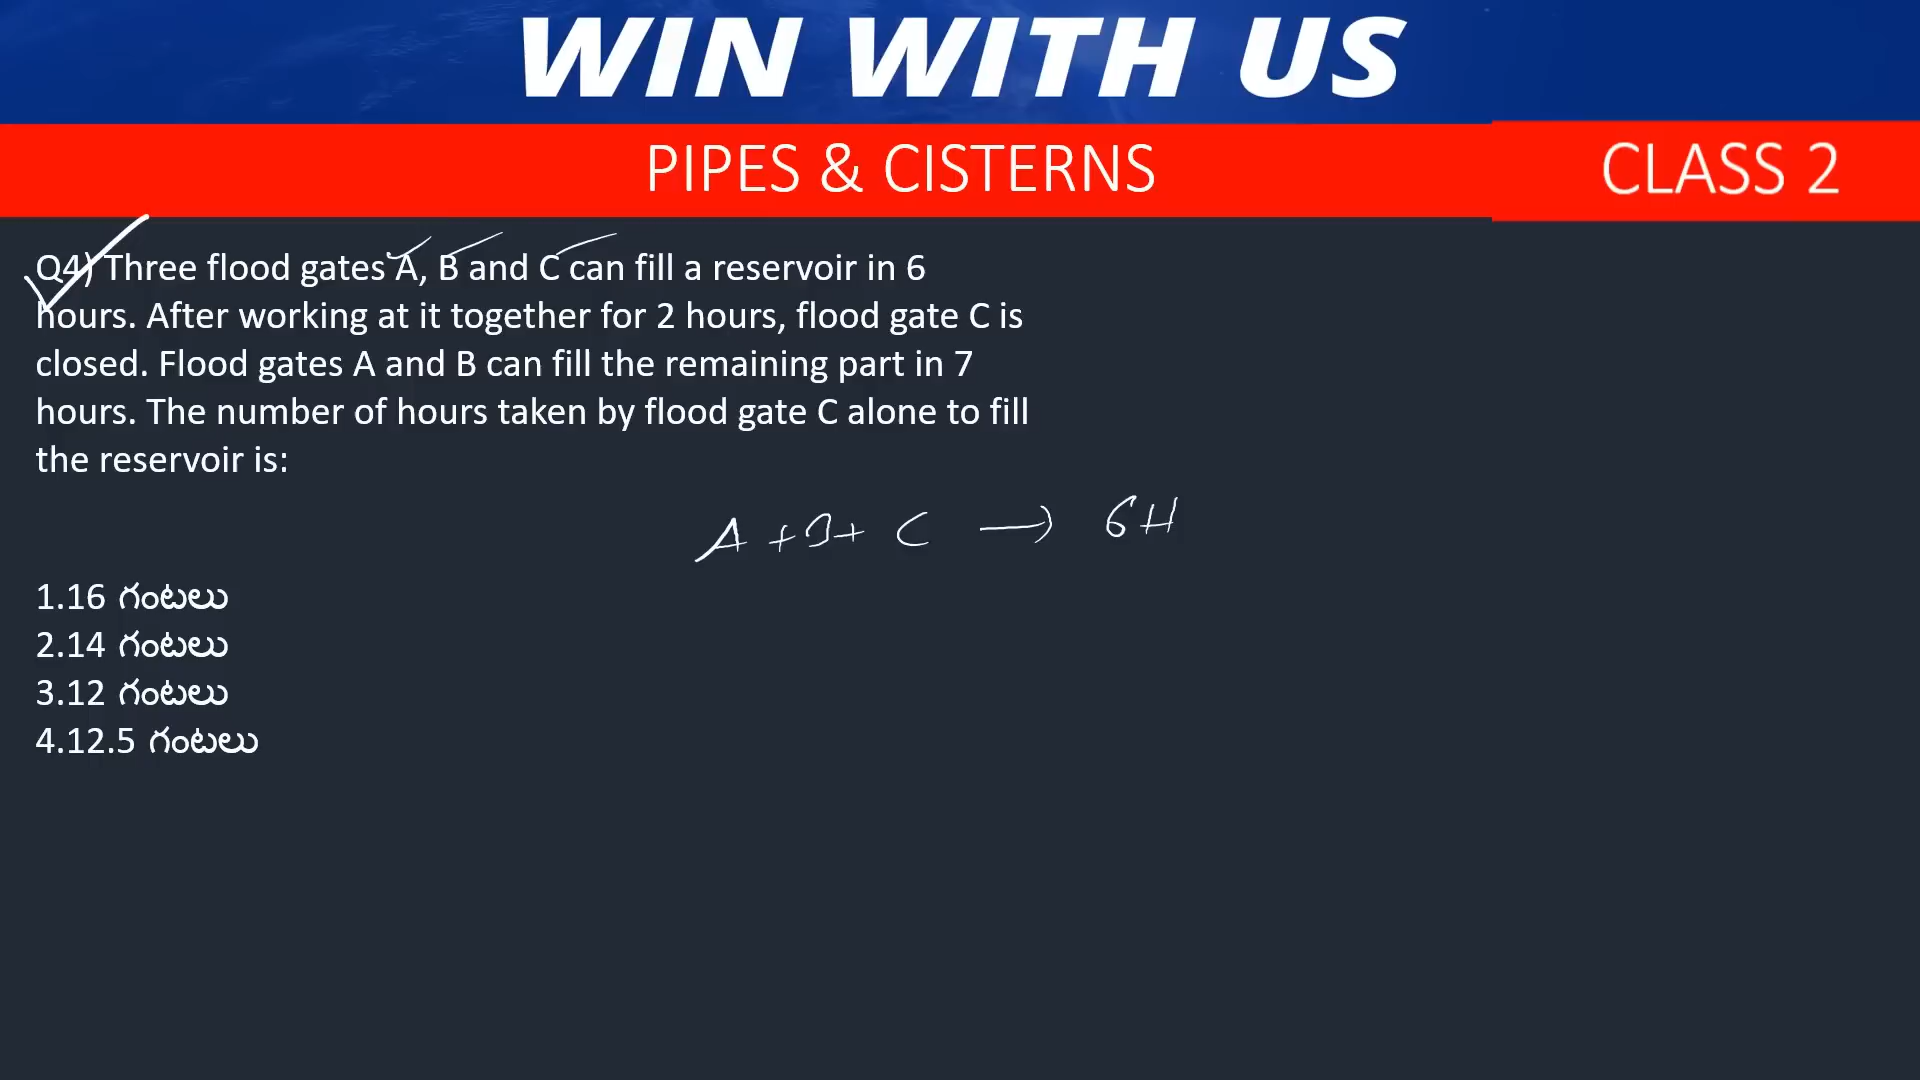 WIN WITH US
PIPES & CISTERNS
CLASS 2
Q4) Three flood gates A, B and C can fill a reservoir in 6
hours. After working at it together for 2 hours, flood gate C is
closed. Flood gates A and B can fill the remaining part in 7
hours. The number of hours taken by flood gate C alone to fill
the reservoir is:
A + B + C → 6H
1.16 గంటలు
2.14 గంటలు
3.12 గంటలు
4.12.5 గంటలు